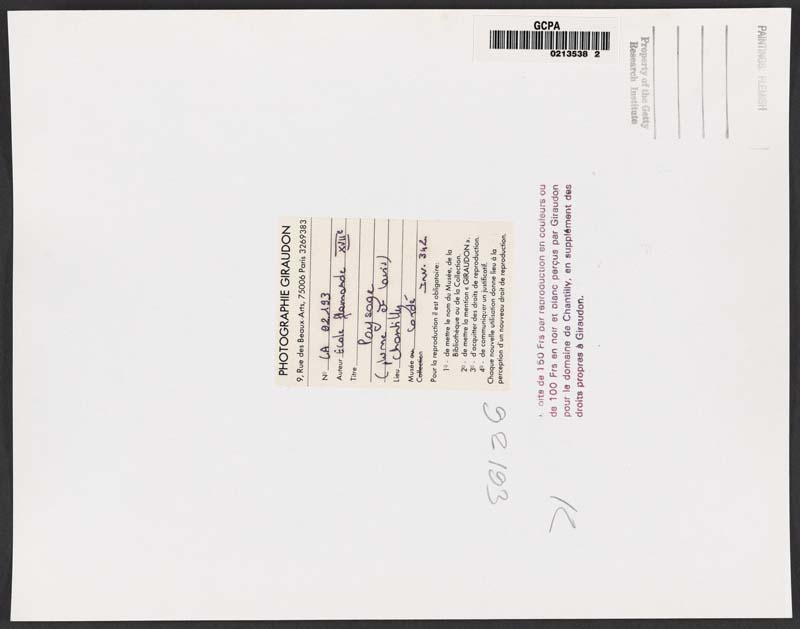 GCPA
0213538 2
Property of the Getty
Research Institute
PAINTINGS: FLEMISH
PHOTOGRAPHIE GIRAUDON
9, Rue des Beaux-Arts, 75006 Paris 3269383
N° LA 92193
Auteur École flamande XVIIe
Titre
Paysage
(plume et lavis)
Lieu Chantilly
Musée ou Condé
Collection Inv. 342
Pour la reproduction il est obligatoire:
1° - de mettre le nom du Musée, de la
Bibliothèque ou de la Collection.
2° - de mettre la mention « GIRAUDON ».
3° - d'acquitter des droits de reproduction.
4° - de communiquer un justificatif.
Chaque nouvelle utilisation donne lieu à la
perception d'un nouveau droit de reproduction.
de 150 Frs par reproduction en couleurs ou
de 100 Frs en noir et blanc perçus par Giraudon
pour le domaine de Chantilly, en supplément des
droits propres à Giraudon.
92193
K